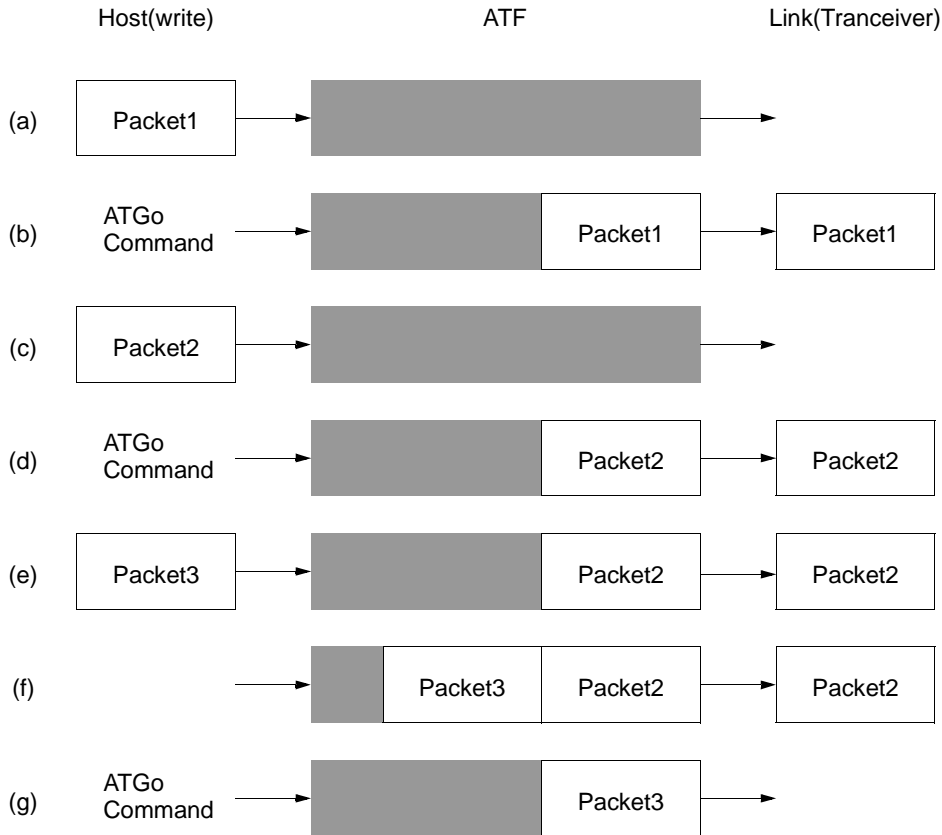 Host(write) ATF Link(Tranceiver)
(a) Packet1
(b) ATGo Command Packet1 Packet1
(c) Packet2
(d) ATGo Command Packet2 Packet2
(e) Packet3 Packet2 Packet2
(f) Packet3 Packet2 Packet2
(g) ATGo Command Packet3